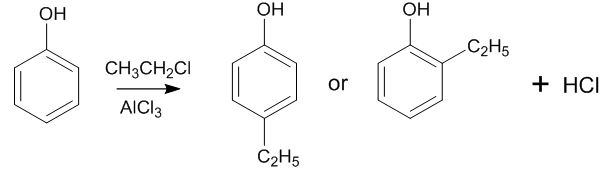 OH
CH₃CH₂Cl
AlCl₃
OH
C₂H₅
or
OH
C₂H₅
+ HCl